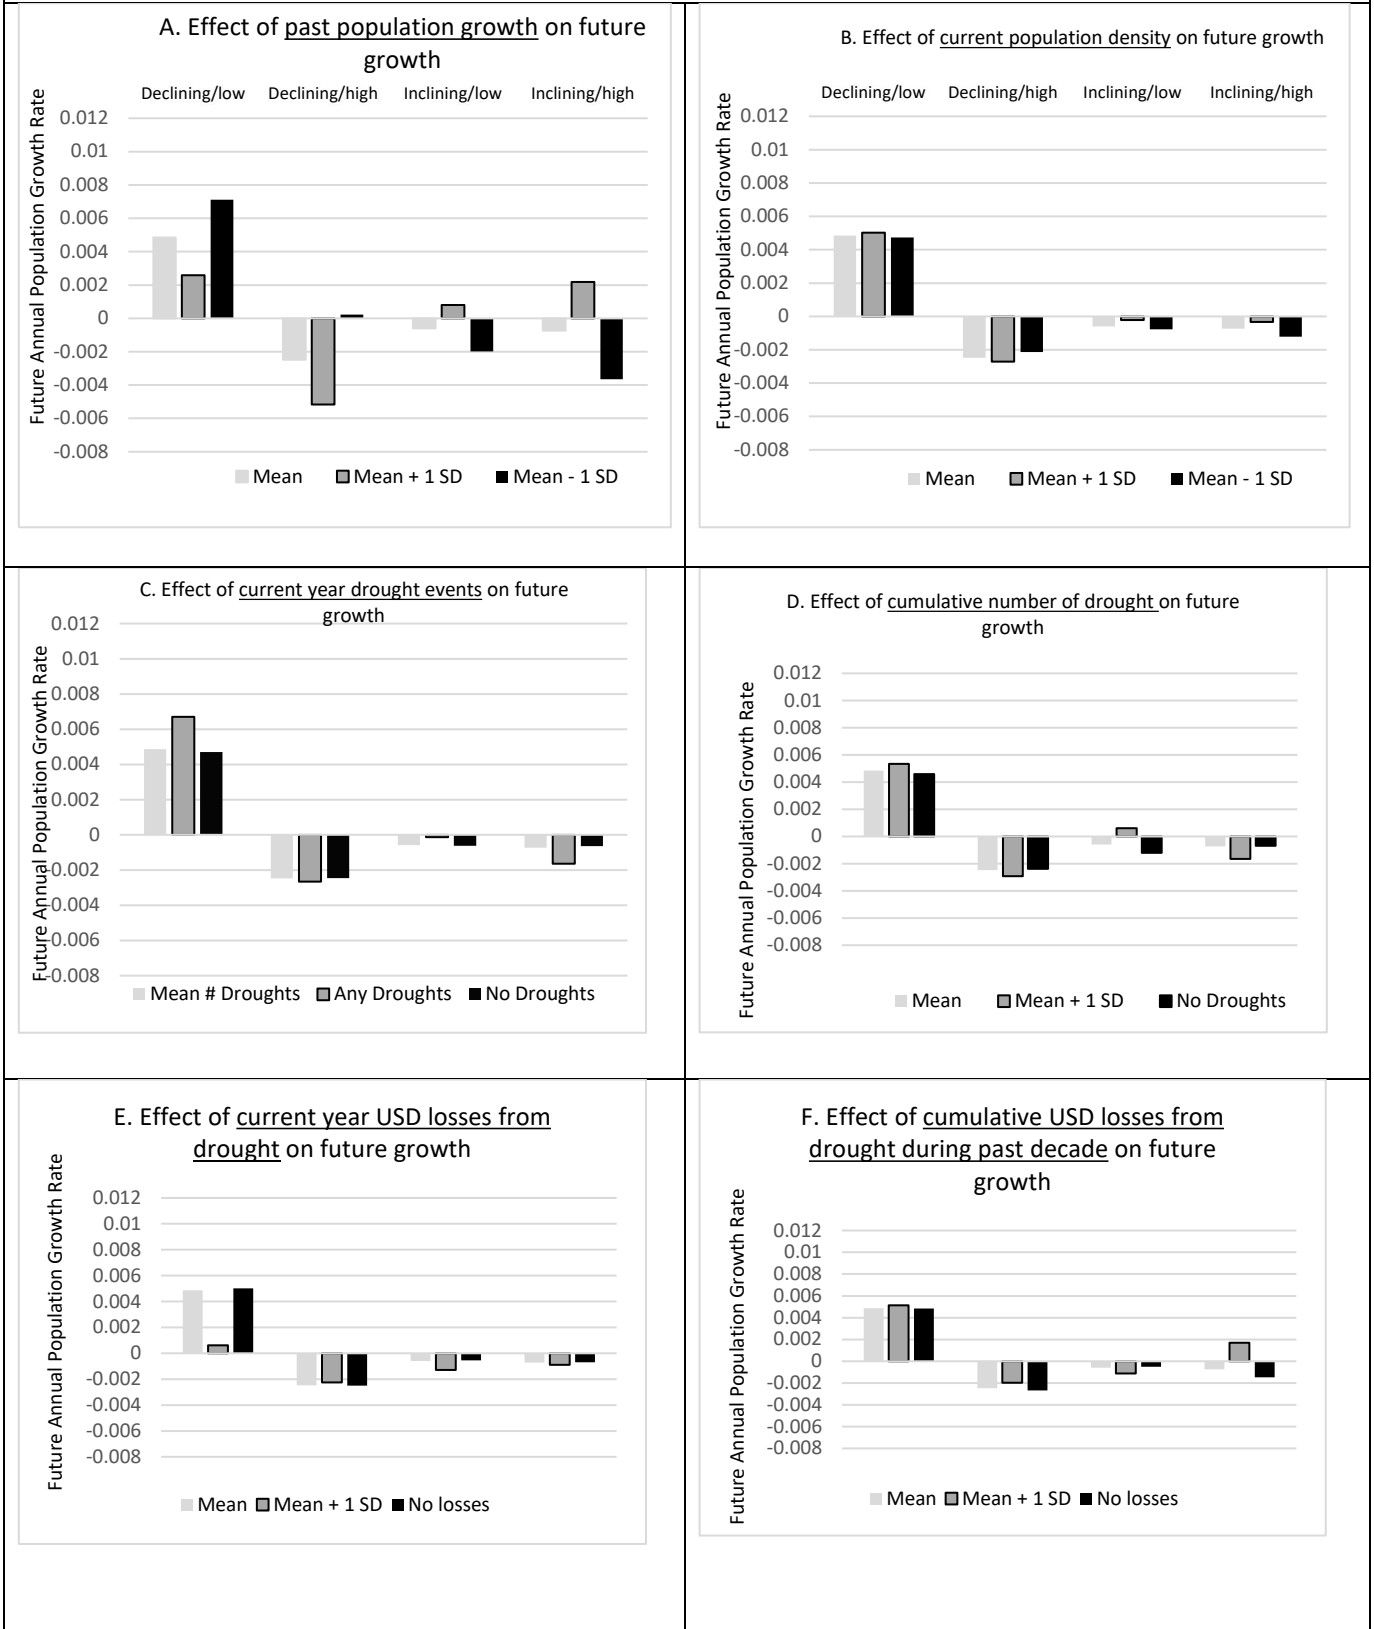 A. Effect of past population growth on future
growth
Declining/low Declining/high Inclining/low Inclining/high
Future Annual Population Growth Rate
0.012
0.01
0.008
0.006
0.004
0.002
0
-0.002
-0.004
-0.006
-0.008
Mean Mean + 1 SD Mean - 1 SD
B. Effect of current population density on future growth
Declining/low Declining/high Inclining/low Inclining/high
Future Annual Population Growth Rate
0.012
0.01
0.008
0.006
0.004
0.002
0
-0.002
-0.004
-0.006
-0.008
Mean Mean + 1 SD Mean - 1 SD
C. Effect of current year drought events on future
growth
Future Annual Population Growth Rate
0.012
0.01
0.008
0.006
0.004
0.002
0
-0.002
-0.004
-0.006
-0.008
Mean # Droughts Any Droughts No Droughts
D. Effect of cumulative number of drought on future
growth
Future Annual Population Growth Rate
0.012
0.01
0.008
0.006
0.004
0.002
0
-0.002
-0.004
-0.006
-0.008
Mean Mean + 1 SD No Droughts
E. Effect of current year USD losses from
drought on future growth
Future Annual Population Growth Rate
0.012
0.01
0.008
0.006
0.004
0.002
0
-0.002
-0.004
-0.006
-0.008
Mean Mean + 1 SD No losses
F. Effect of cumulative USD losses from
drought during past decade on future
growth
Future Annual Population Growth Rate
0.012
0.01
0.008
0.006
0.004
0.002
0
-0.002
-0.004
-0.006
-0.008
Mean Mean + 1 SD No losses